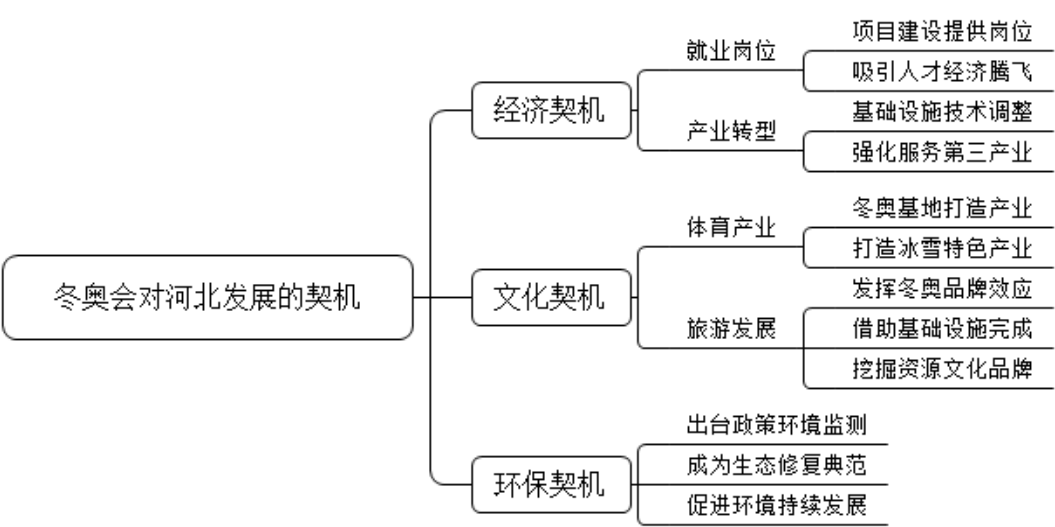 冬奥会对河北发展的契机
经济契机
就业岗位
项目建设提供岗位
吸引人才经济腾飞
产业转型
基础设施技术调整
强化服务第三产业
文化契机
体育产业
冬奥基地打造产业
打造冰雪特色产业
旅游发展
发挥冬奥品牌效应
借助基础设施完成
挖掘资源文化品牌
环保契机
出台政策环境监测
成为生态修复典范
促进环境持续发展